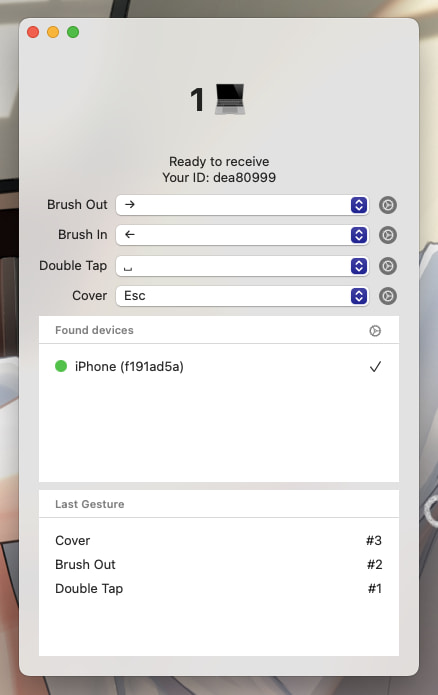 1 💻
Ready to receive
Your ID: dea80999
Brush Out →
Brush In ←
Double Tap ⎵
Cover Esc
Found devices
iPhone (f191ad5a) ✓
Last Gesture
Cover #3
Brush Out #2
Double Tap #1